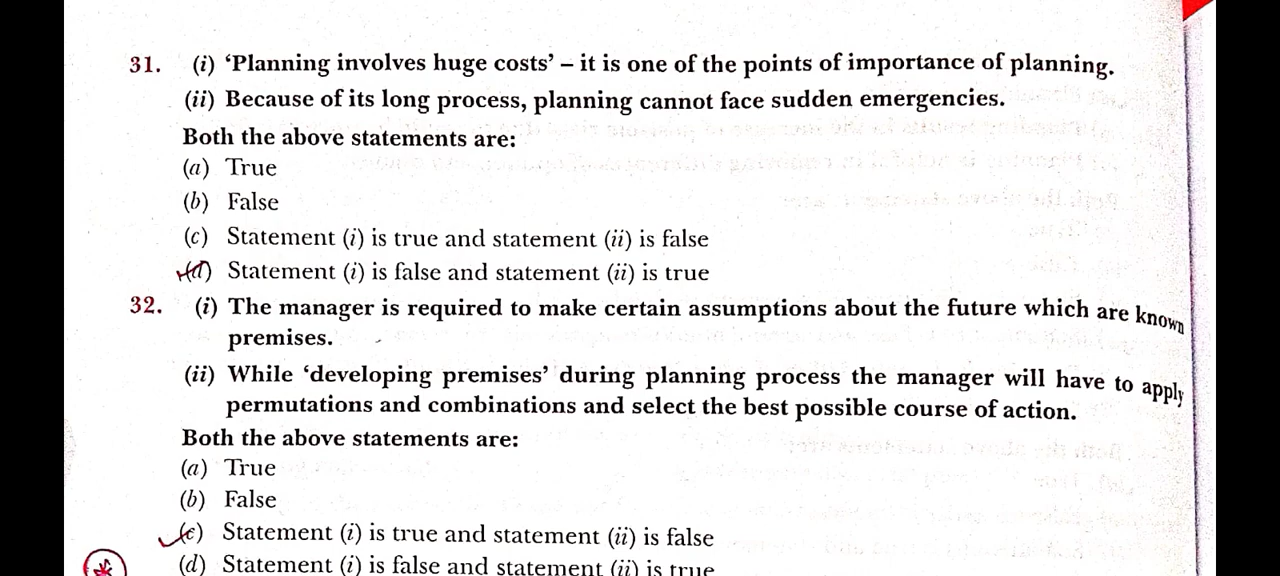 31. (i) ‘Planning involves huge costs’ – it is one of the points of importance of planning.
(ii) Because of its long process, planning cannot face sudden emergencies.
Both the above statements are:
(a) True
(b) False
(c) Statement (i) is true and statement (ii) is false
(d) Statement (i) is false and statement (ii) is true
32. (i) The manager is required to make certain assumptions about the future which are known
premises.
(ii) While ‘developing premises’ during planning process the manager will have to apply
permutations and combinations and select the best possible course of action.
Both the above statements are:
(a) True
(b) False
(c) Statement (i) is true and statement (ii) is false
(d) Statement (i) is false and statement (ii) is true